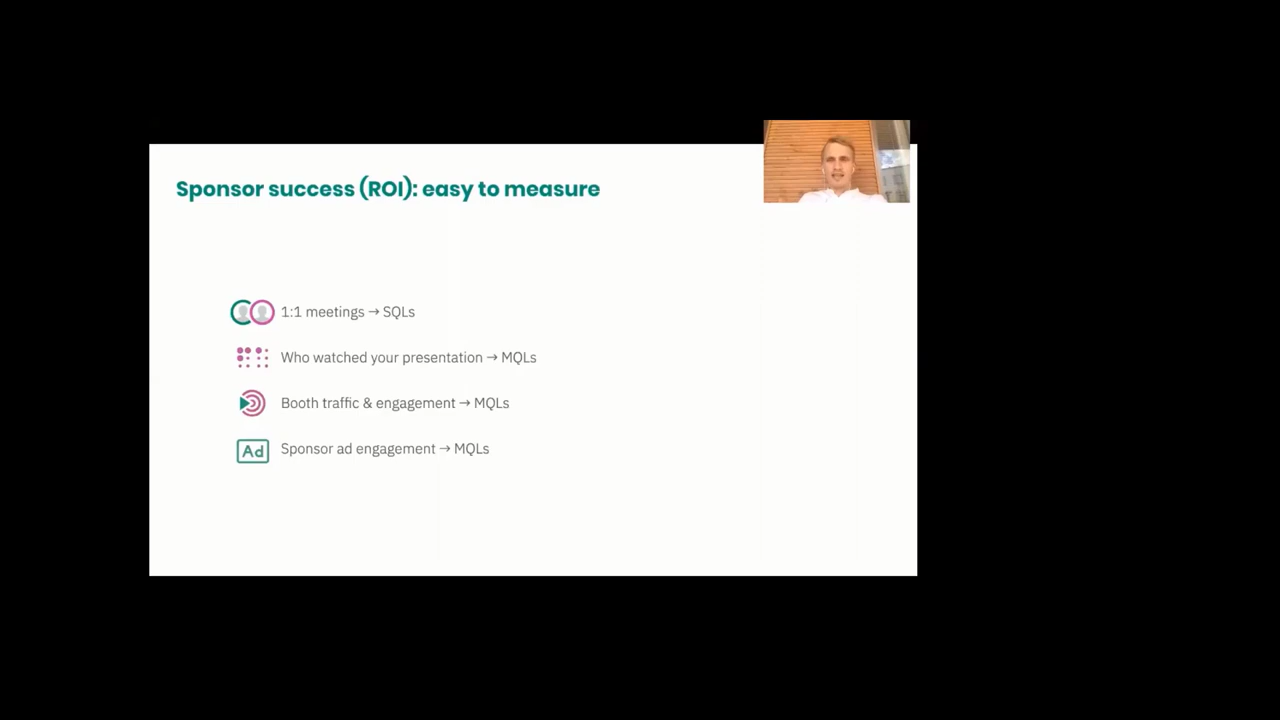 Sponsor success (ROI): easy to measure
1:1 meetings → SQLs
Who watched your presentation → MQLs
Booth traffic & engagement → MQLs
Ad Sponsor ad engagement → MQLs